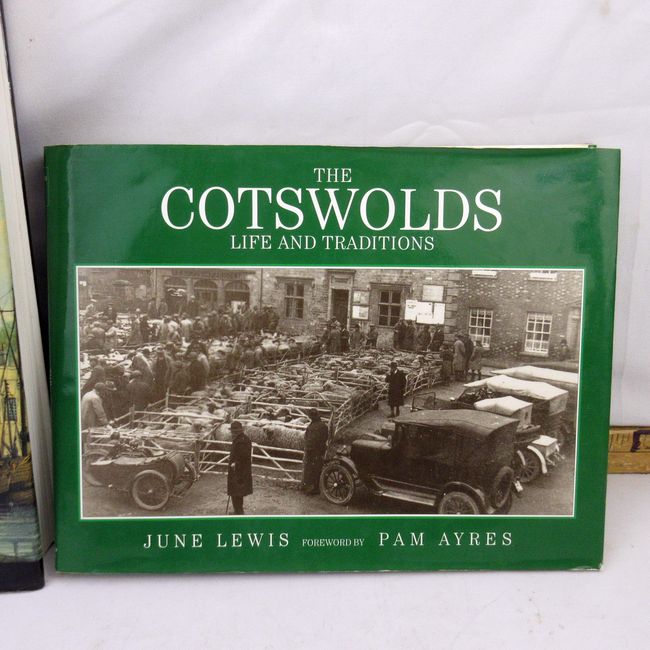 THE
COTSWOLDS
LIFE AND TRADITIONS
JUNE LEWIS FOREWORD BY PAM AYRES